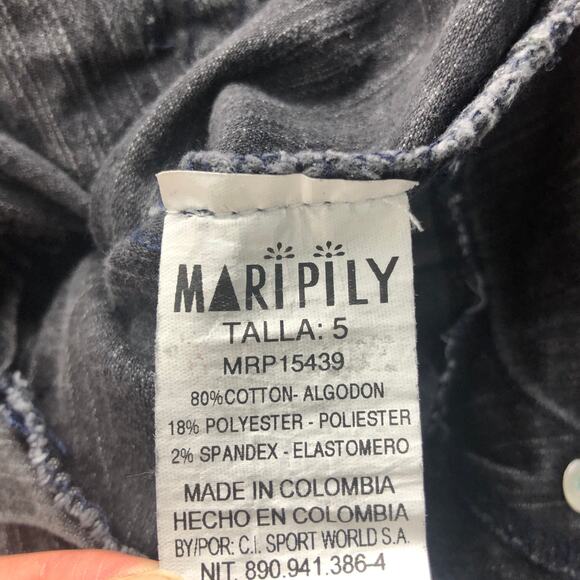 MARIPILY
TALLA: 5
MRP15439
80%COTTON- ALGODON
18% POLYESTER - POLIESTER
2% SPANDEX - ELASTOMERO
MADE IN COLOMBIA
HECHO EN COLOMBIA
BY/POR: C.I. SPORT WORLD S.A.
NIT. 890.941.386-4